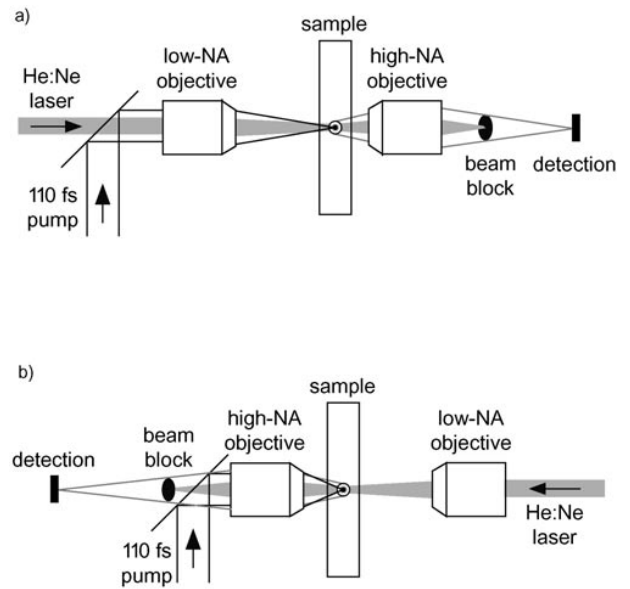 a)
sample
low-NA
objective
high-NA
objective
He:Ne
laser
beam
block
detection
110 fs
pump
b)
sample
beam
block
high-NA
objective
low-NA
objective
detection
He:Ne
laser
110 fs
pump